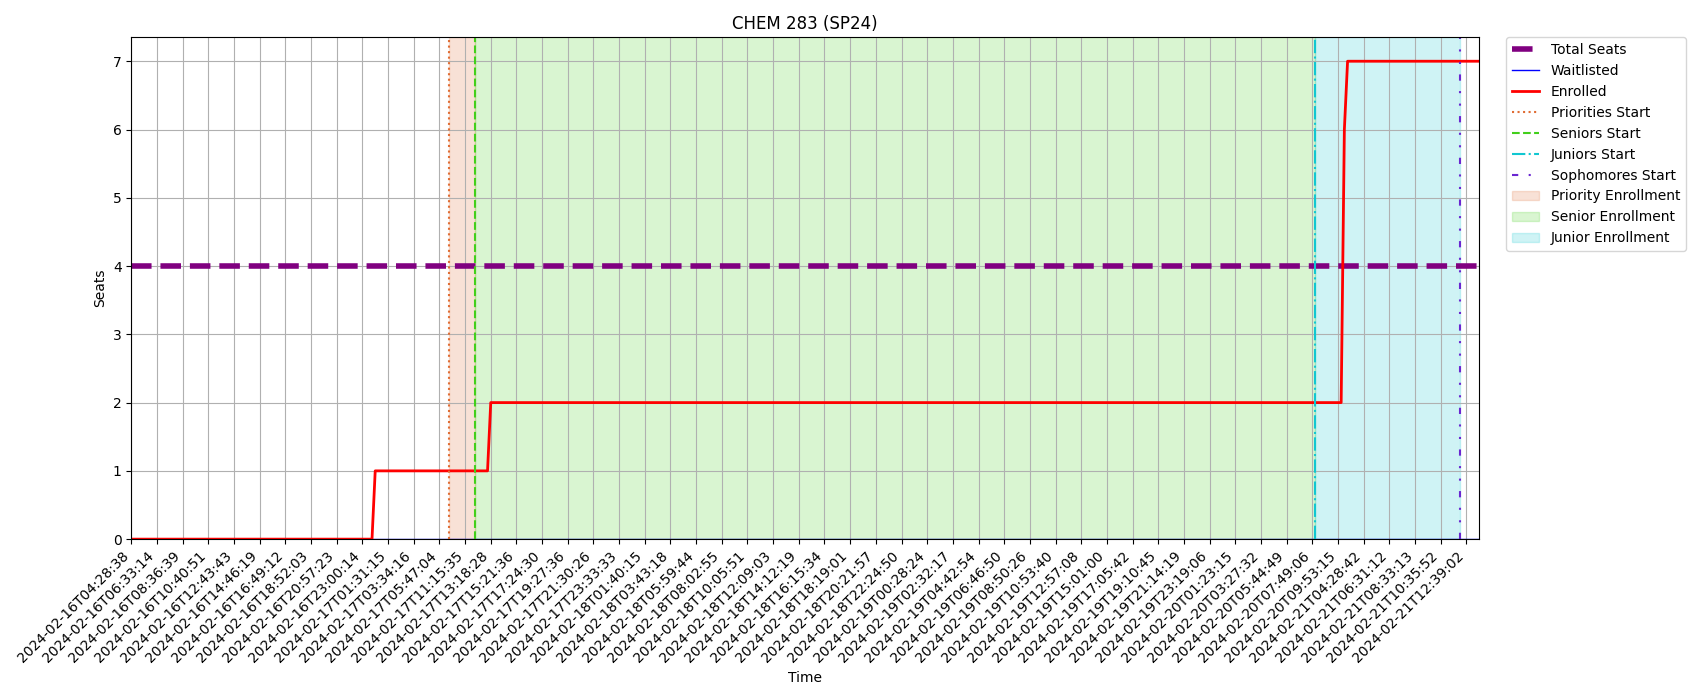 CHEM 283 (SP24)
Total Seats
Waitlisted
Enrolled
Priorities Start
Seniors Start
Juniors Start
Sophomores Start
Priority Enrollment
Senior Enrollment
Junior Enrollment
Seats
7
6
5
4
3
2
1
0
2024-02-16T04:28:38
2024-02-16T06:33:14
2024-02-16T08:36:39
2024-02-16T10:40:51
2024-02-16T12:43:43
2024-02-16T14:46:19
2024-02-16T16:49:12
2024-02-16T18:52:03
2024-02-16T20:57:23
2024-02-16T23:00:14
2024-02-17T01:31:15
2024-02-17T03:34:16
2024-02-17T05:47:04
2024-02-17T11:15:35
2024-02-17T13:18:28
2024-02-17T15:21:36
2024-02-17T17:24:30
2024-02-17T19:27:36
2024-02-17T21:30:26
2024-02-17T23:33:33
2024-02-18T01:40:15
2024-02-18T03:43:18
2024-02-18T05:59:44
2024-02-18T08:02:55
2024-02-18T10:05:51
2024-02-18T12:09:03
2024-02-18T14:12:19
2024-02-18T16:15:34
2024-02-18T18:19:01
2024-02-18T20:21:57
2024-02-18T22:24:50
2024-02-19T00:28:24
2024-02-19T02:32:17
2024-02-19T04:42:54
2024-02-19T06:46:50
2024-02-19T08:50:26
2024-02-19T10:53:40
2024-02-19T12:57:08
2024-02-19T15:01:00
2024-02-19T17:05:42
2024-02-19T19:10:45
2024-02-19T21:14:19
2024-02-19T23:19:06
2024-02-20T01:23:15
2024-02-20T03:27:32
2024-02-20T05:44:49
2024-02-20T07:49:06
2024-02-20T09:53:15
2024-02-21T04:28:42
2024-02-21T06:31:12
2024-02-21T08:33:13
2024-02-21T10:35:52
2024-02-21T12:39:02
Time